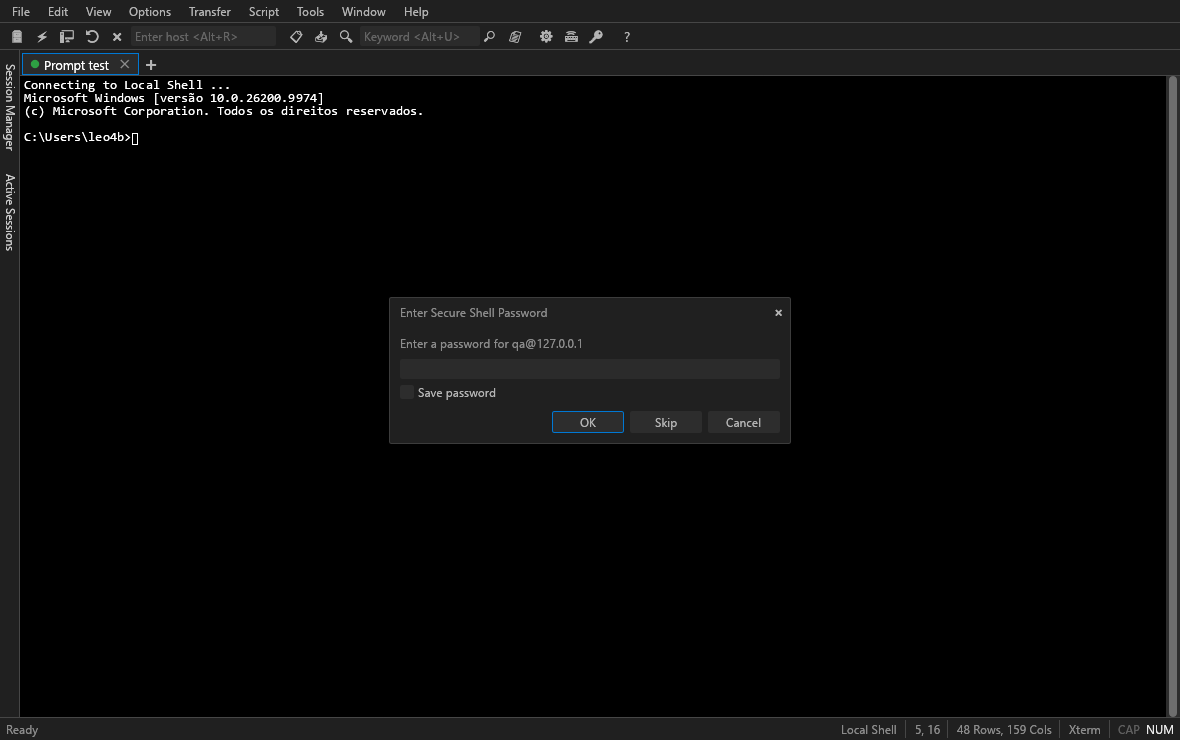 File Edit View Options Transfer Script Tools Window Help
Enter host <Alt+R> Keyword <Alt+U> ?
Session Manager
Active Sessions
Prompt test
Connecting to Local Shell ...
Microsoft Windows [versão 10.0.26200.9974]
(c) Microsoft Corporation. Todos os direitos reservados.
C:\Users\leo4b>
Enter Secure Shell Password
Enter a password for qa@127.0.0.1
Save password
OK Skip Cancel
Ready Local Shell 5, 16 48 Rows, 159 Cols Xterm CAP NUM